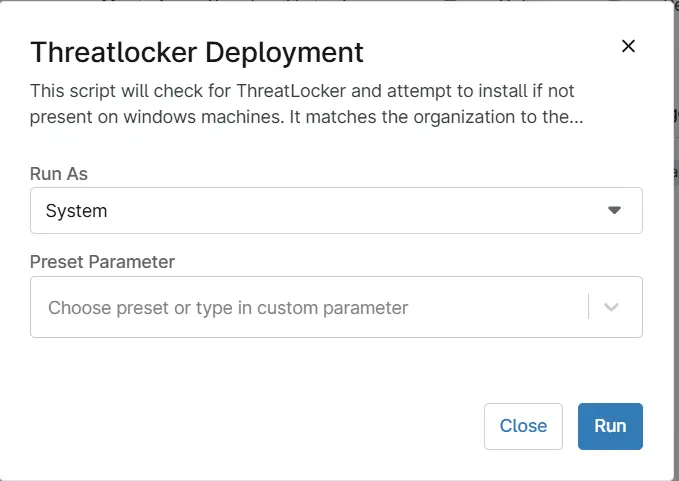 Threatlocker Deployment
This script will check for ThreatLocker and attempt to install if not
present on windows machines. It matches the organization to the...
Run As
System
Preset Parameter
Choose preset or type in custom parameter
Close
Run